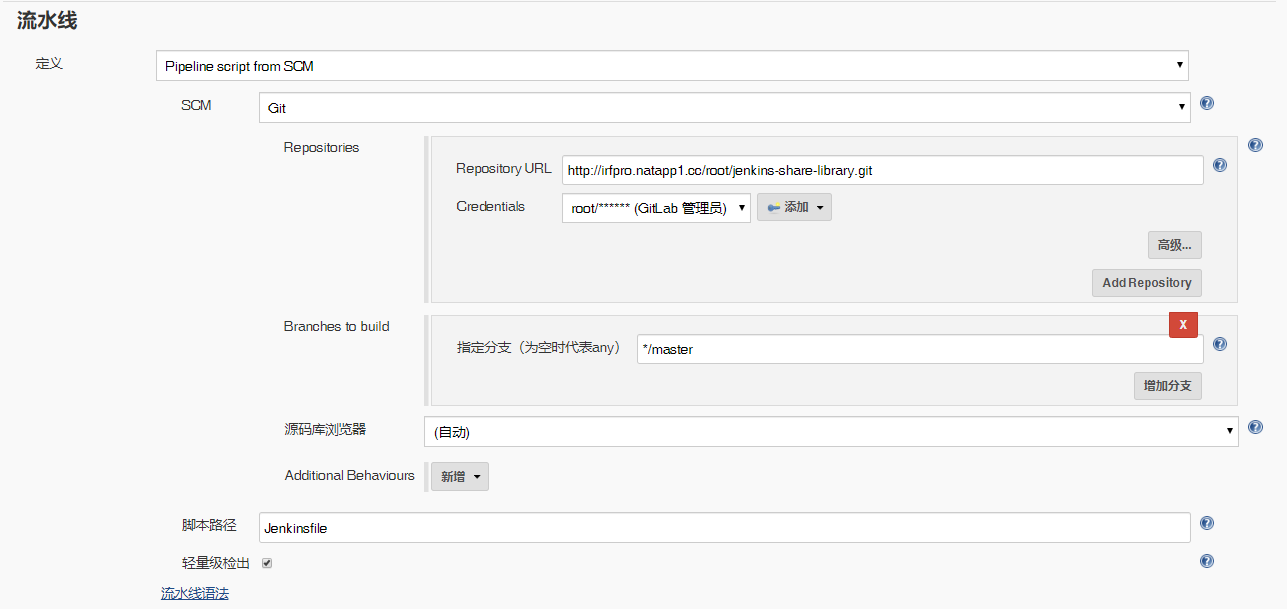 流水线
定义
Pipeline script from SCM
SCM
Git
Repositories
Repository URL
http://irfpro.natapp1.cc/root/jenkins-share-library.git
Credentials
root/****** (GitLab 管理员)
添加
高级...
Add Repository
Branches to build
X
指定分支（为空时代表any）
*/master
增加分支
源码库浏览器
(自动)
Additional Behaviours
新增
脚本路径
Jenkinsfile
轻量级检出
流水线语法